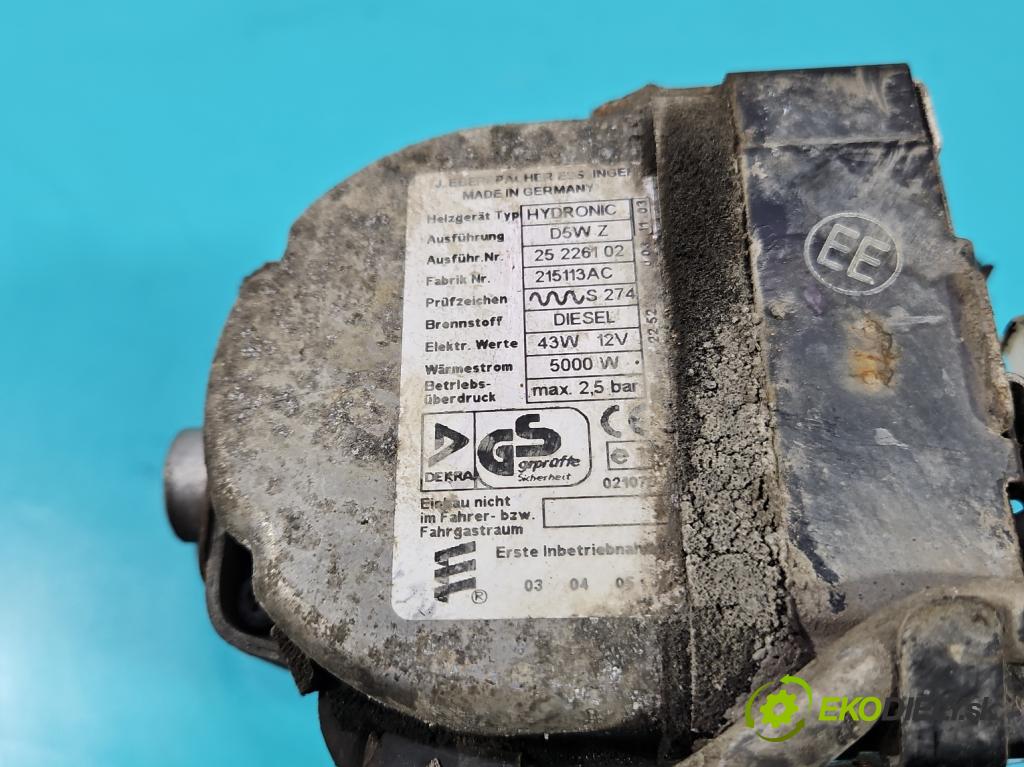 MADE IN GERMANY
Heizgerät Typ HYDRONIC
Ausführung D5W Z
Ausführ.Nr. 25 2261 02
Fabrik Nr. 215113AC
Prüfzeichen S 274
Brennstoff DIESEL
Elektr. Werte 43W 12V
Wärmestrom 5000 W
Betriebs-
überdruck max. 2,5 bar
DEKRA
GS
geprüfte
Sicherheit
CE
e
Einbau nicht
im Fahrer- bzw.
Fahrgastraum
Erste
03 04 05
®
EE
EKODIELY.SK